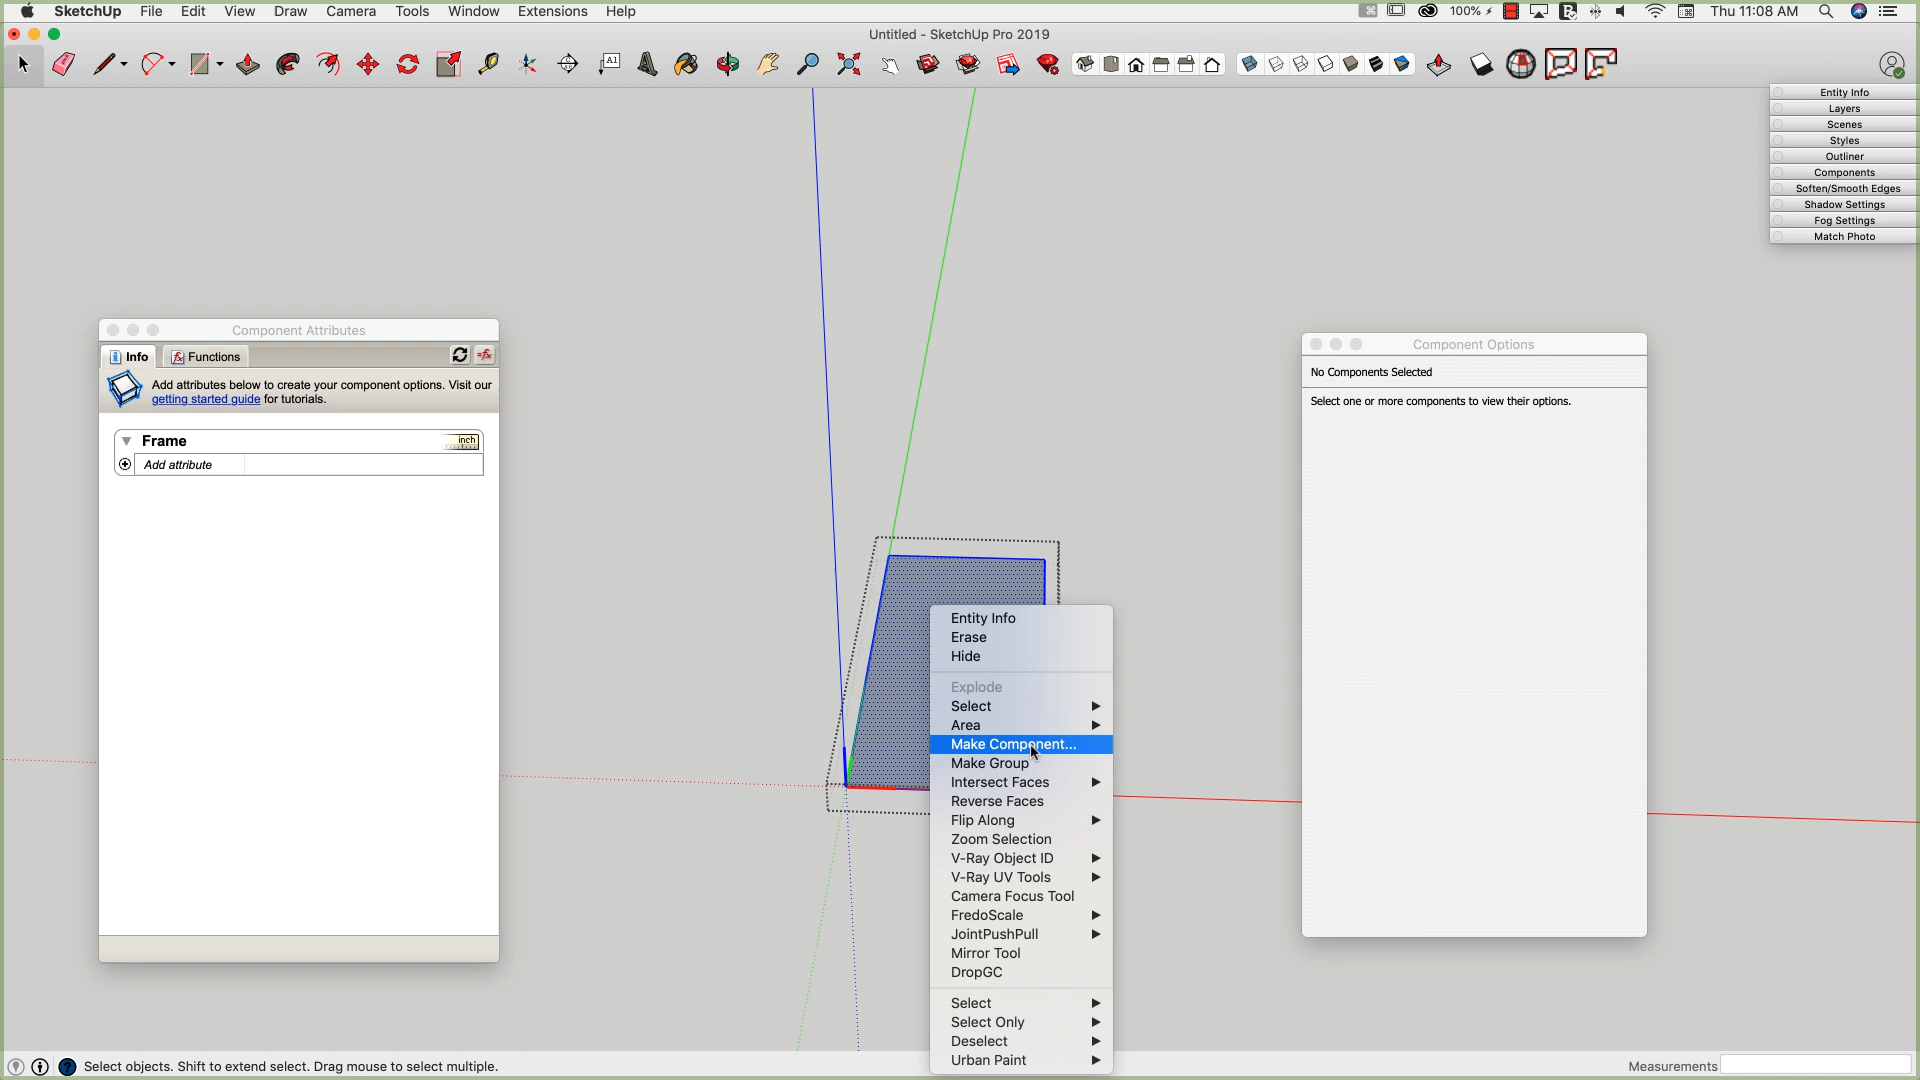 SketchUp File Edit View Draw Camera Tools Window Extensions Help 100% Thu 11:08 AM
Untitled - SketchUp Pro 2019
A1
Entity Info
Layers
Scenes
Styles
Outliner
Components
Soften/Smooth Edges
Shadow Settings
Fog Settings
Match Photo
Component Attributes
Info Functions
Add attributes below to create your component options. Visit our
getting started guide for tutorials.
Frame inch
Add attribute
Component Options
No Components Selected
Select one or more components to view their options.
Entity Info
Erase
Hide
Explode
Select
Area
Make Component...
Make Group
Intersect Faces
Reverse Faces
Flip Along
Zoom Selection
V-Ray Object ID
V-Ray UV Tools
Camera Focus Tool
FredoScale
JointPushPull
Mirror Tool
DropGC
Select
Select Only
Deselect
Urban Paint
Select objects. Shift to extend select. Drag mouse to select multiple.
Measurements